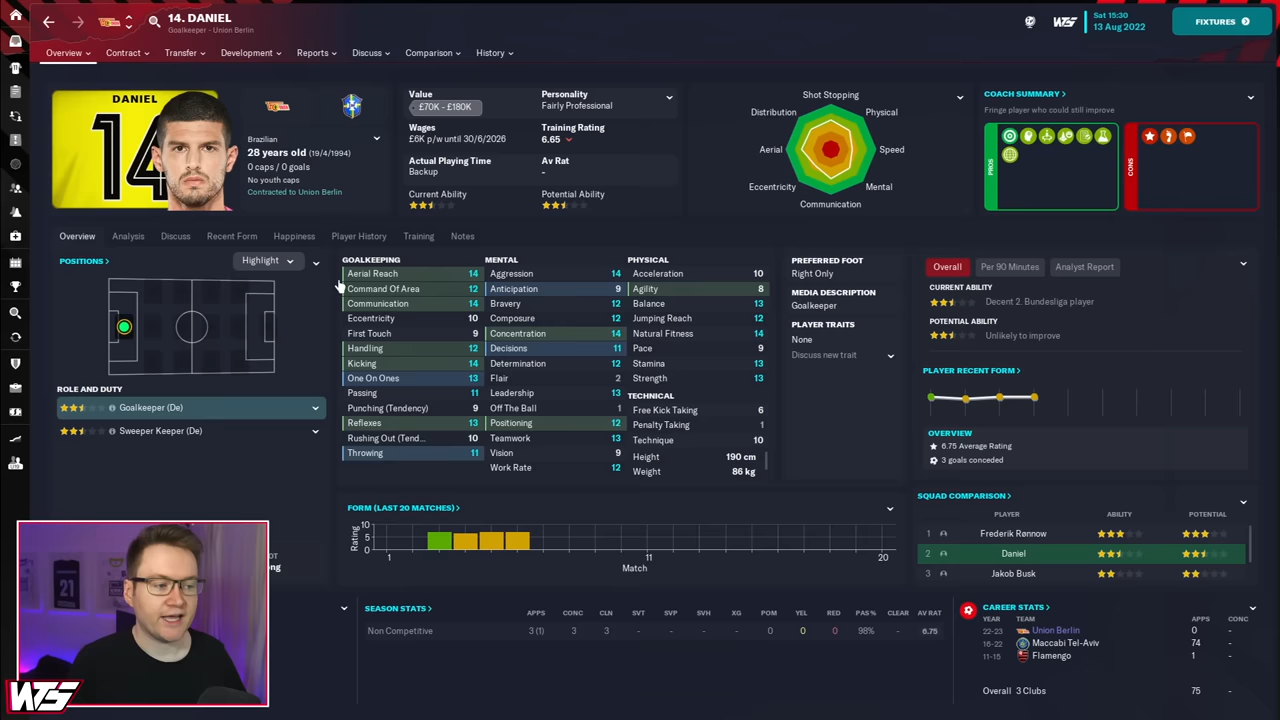 14. DANIEL
Goalkeeper - Union Berlin
WTS
Sat 15:30
13 Aug 2022
FIXTURES
Overview
Contract
Transfer
Development
Reports
Discuss
Comparison
History
DANIEL
14
Brazilian
28 years old (19/4/1994)
0 caps / 0 goals
No youth caps
Contracted to Union Berlin
Value
£70K - £180K
Personality
Fairly Professional
Wages
£6K p/w until 30/6/2026
Training Rating
6.65
Actual Playing Time
Backup
Av Rat
-
Current Ability
Potential Ability
Shot Stopping
Distribution
Physical
Aerial
Speed
Eccentricity
Mental
Communication
COACH SUMMARY >
Fringe player who could still improve
PROS
CONS
Overview
Analysis
Discuss
Recent Form
Happiness
Player History
Training
Notes
POSITIONS >
Highlight
ROLE AND DUTY
Goalkeeper (De)
Sweeper Keeper (De)
GOALKEEPING
Aerial Reach 14
Command Of Area 12
Communication 14
Eccentricity 10
First Touch 9
Handling 12
Kicking 14
One On Ones 13
Passing 11
Punching (Tendency) 9
Reflexes 13
Rushing Out (Tend... 10
Throwing 11
MENTAL
Aggression 14
Anticipation 9
Bravery 12
Composure 12
Concentration 14
Decisions 11
Determination 12
Flair 2
Leadership 13
Off The Ball 1
Positioning 12
Teamwork 13
Vision 9
Work Rate 12
PHYSICAL
Acceleration 10
Agility 8
Balance 13
Jumping Reach 12
Natural Fitness 14
Pace 9
Stamina 13
Strength 13
TECHNICAL
Free Kick Taking 6
Penalty Taking 1
Technique 10
Height 190 cm
Weight 86 kg
PREFERRED FOOT
Right Only
MEDIA DESCRIPTION
Goalkeeper
PLAYER TRAITS
None
Discuss new trait
Overall
Per 90 Minutes
Analyst Report
CURRENT ABILITY
Decent 2. Bundesliga player
POTENTIAL ABILITY
Unlikely to improve
PLAYER RECENT FORM >
OVERVIEW
6.75 Average Rating
3 goals conceded
FORM (LAST 20 MATCHES) >
Rating
10
5
0
1
11
20
Match
SQUAD COMPARISON >
PLAYER ABILITY POTENTIAL
1 Frederik Rønnow
2 Daniel
3 Jakob Busk
21
SEASON STATS >
APPS CONC CLN SVT SVP SVH XG POM YEL RED PAS% CLEAR AV RAT
Non Competitive 3 (1) 3 3 - - - - 0 0 0 98% - 6.75
CAREER STATS >
YEAR TEAM APPS CONC
22-23 Union Berlin 0 -
16-22 Maccabi Tel-Aviv 74 -
11-15 Flamengo 1 -
Overall 3 Clubs 75 -
WTS